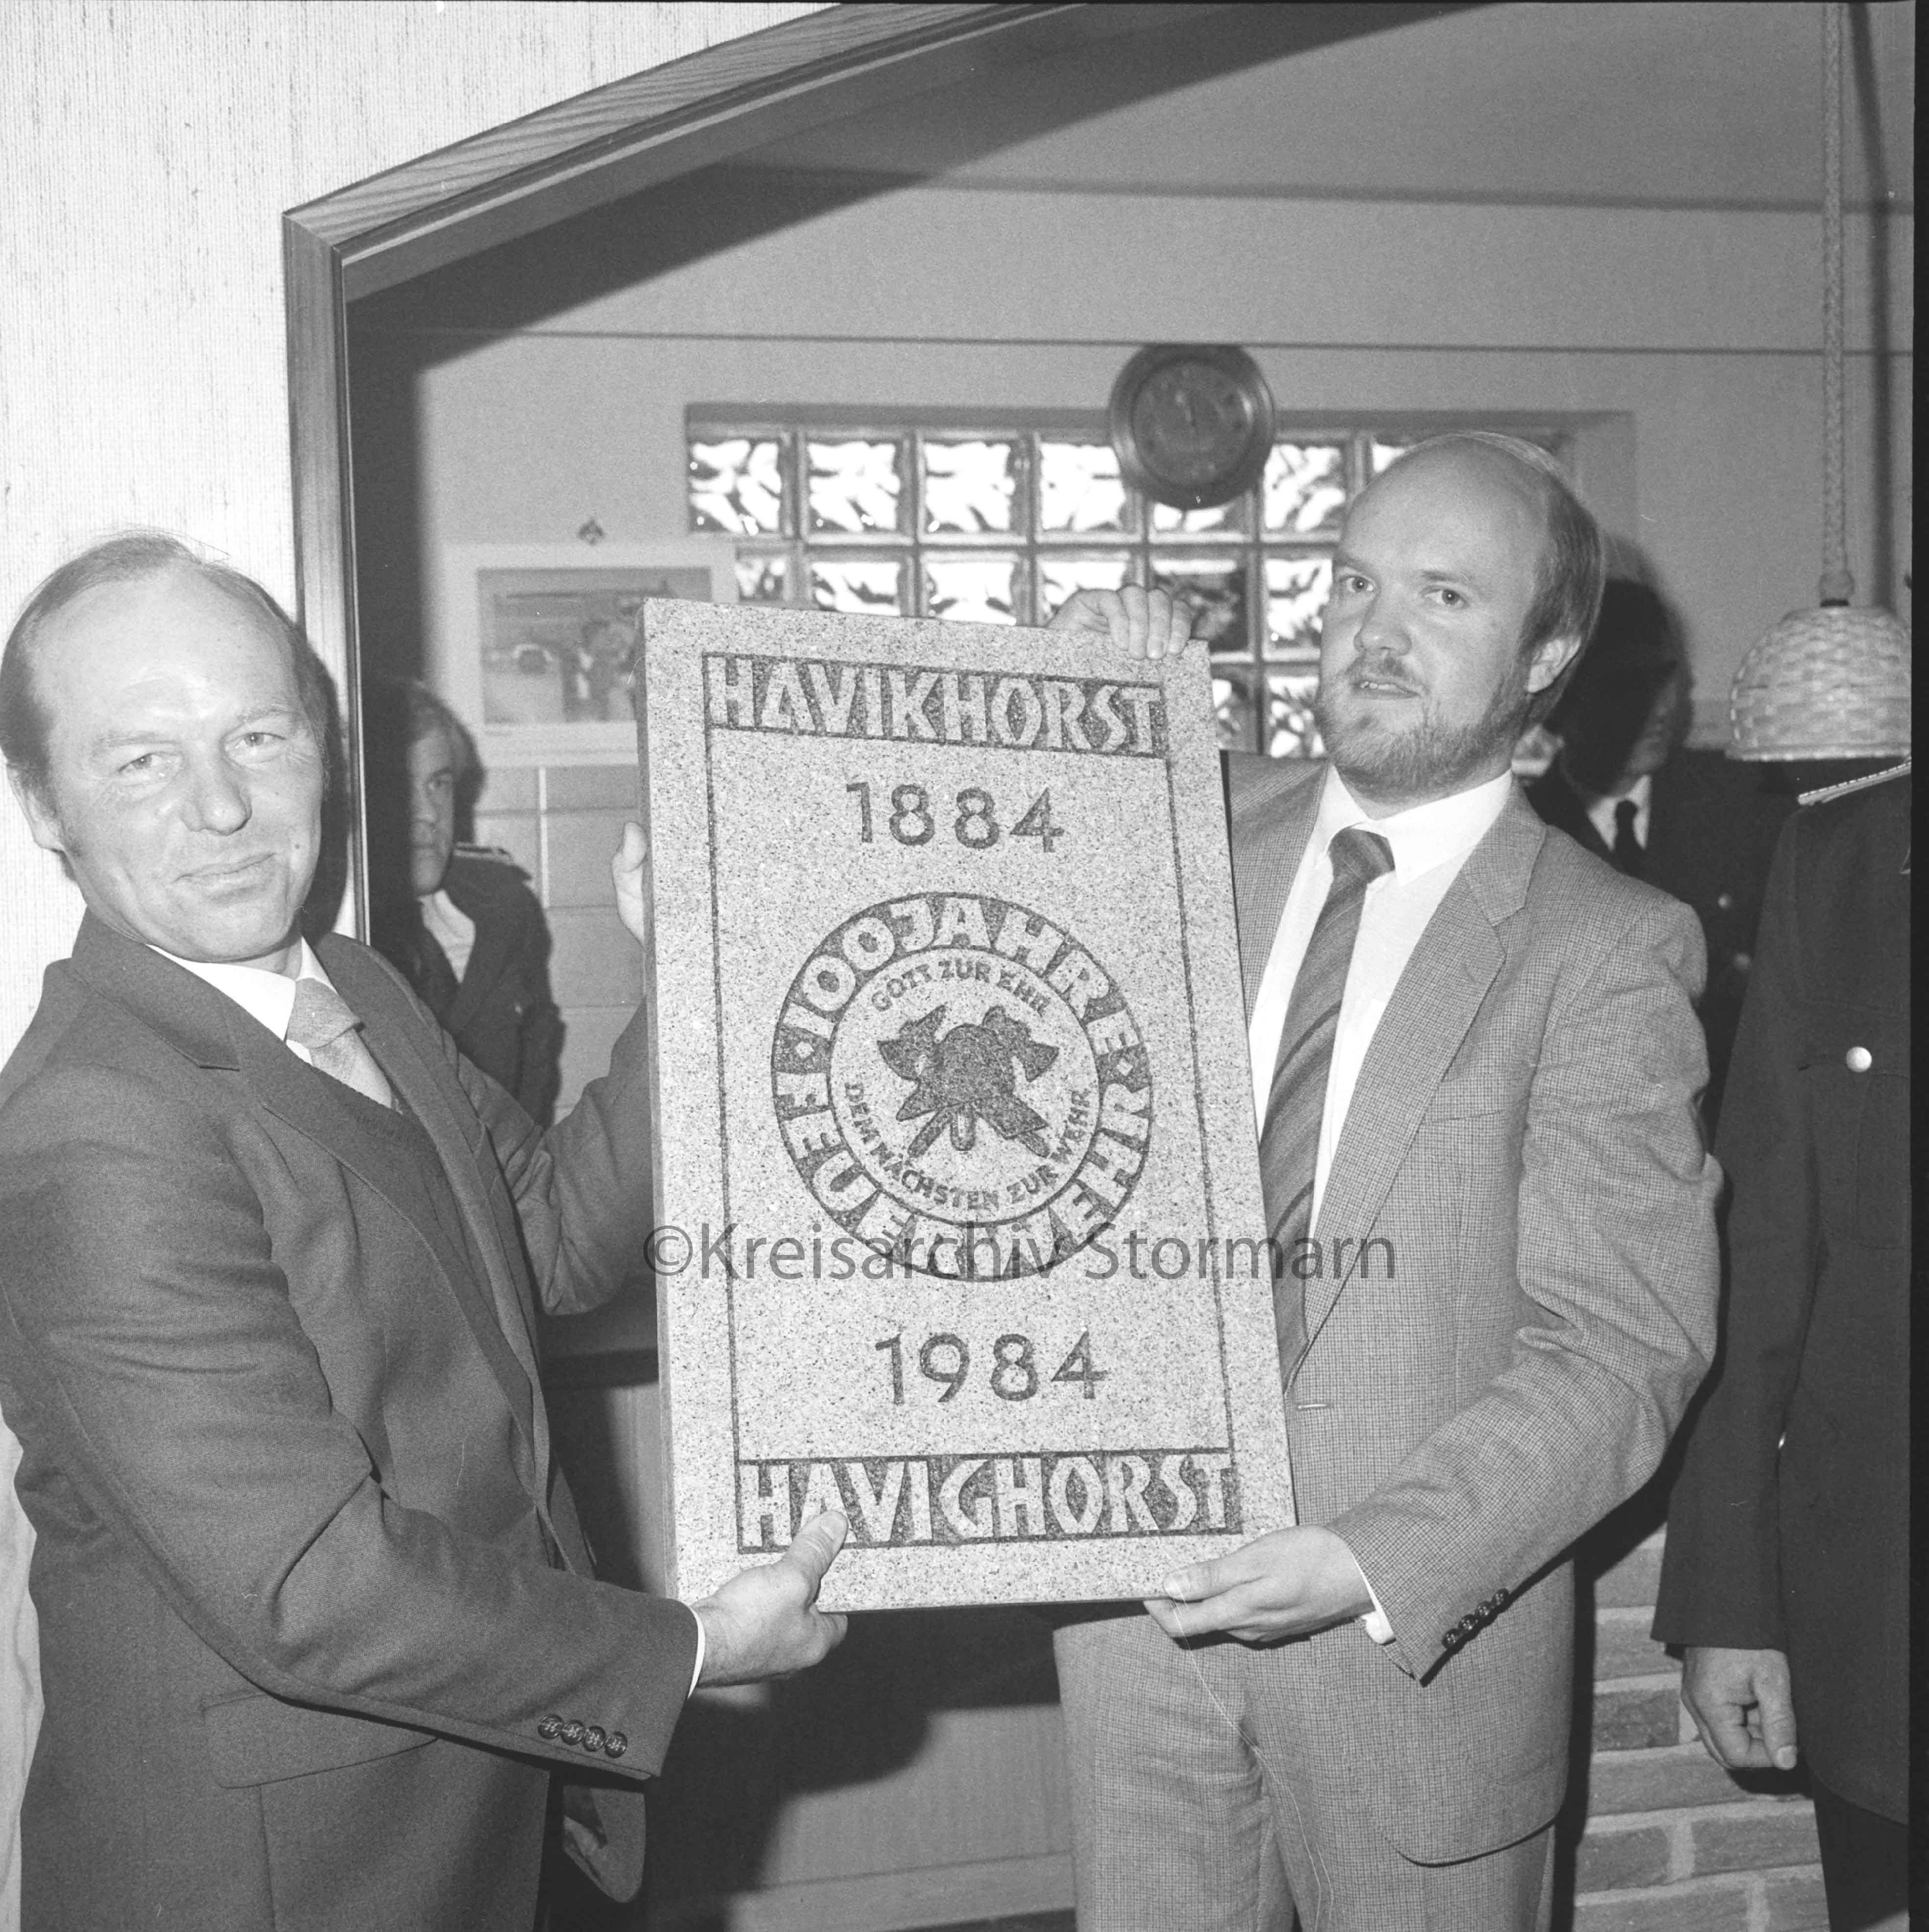 HAVIKHORST
1884
100 JAHRE
GOTT ZUR EHR
DEM NÄCHSTEN ZUR WEHR
FEUERWEHR
©Kreisarchiv Stormarn
1984
HAVIGHORST